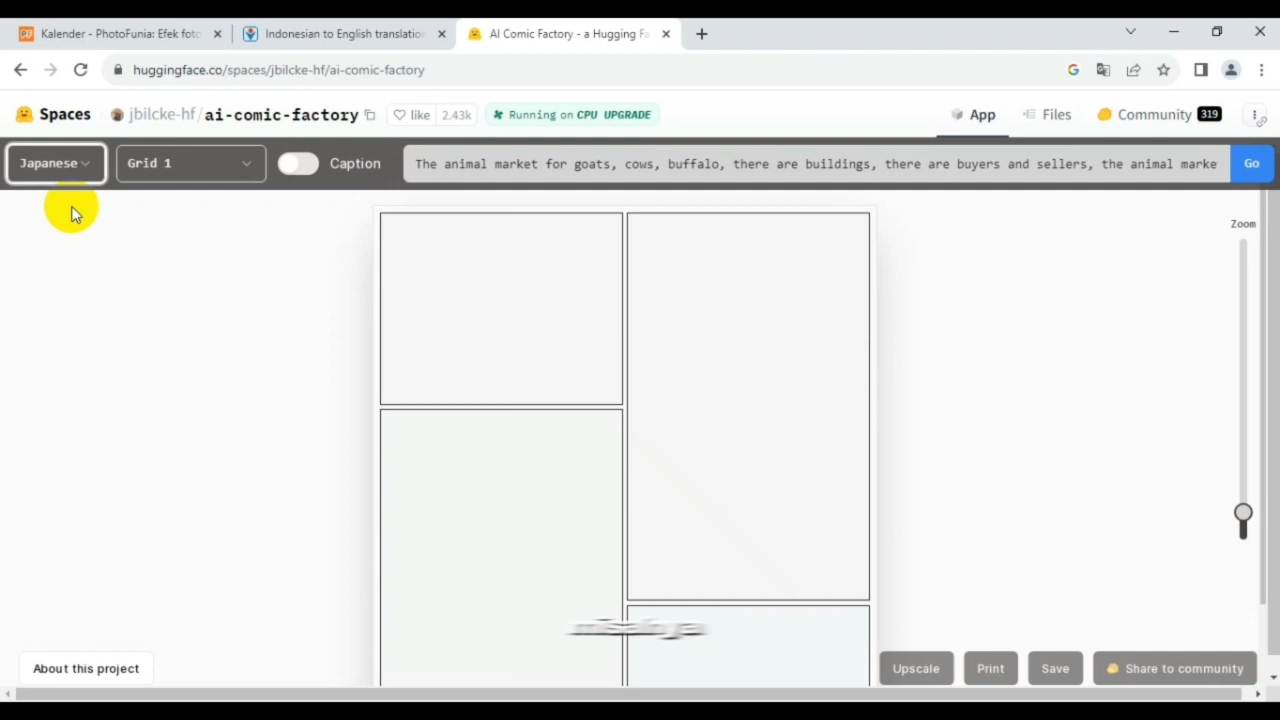 Kalender - PhotoFunia: Efek foto
Indonesian to English translation
AI Comic Factory - a Hugging Fa
huggingface.co/spaces/jbilcke-hf/ai-comic-factory
Spaces jbilcke-hf/ai-comic-factory like 2.43k Running on CPU UPGRADE App Files Community 319
Japanese Grid 1 Caption The animal market for goats, cows, buffalo, there are buildings, there are buyers and sellers, the animal marke Go
Zoom
About this project Upscale Print Save Share to community